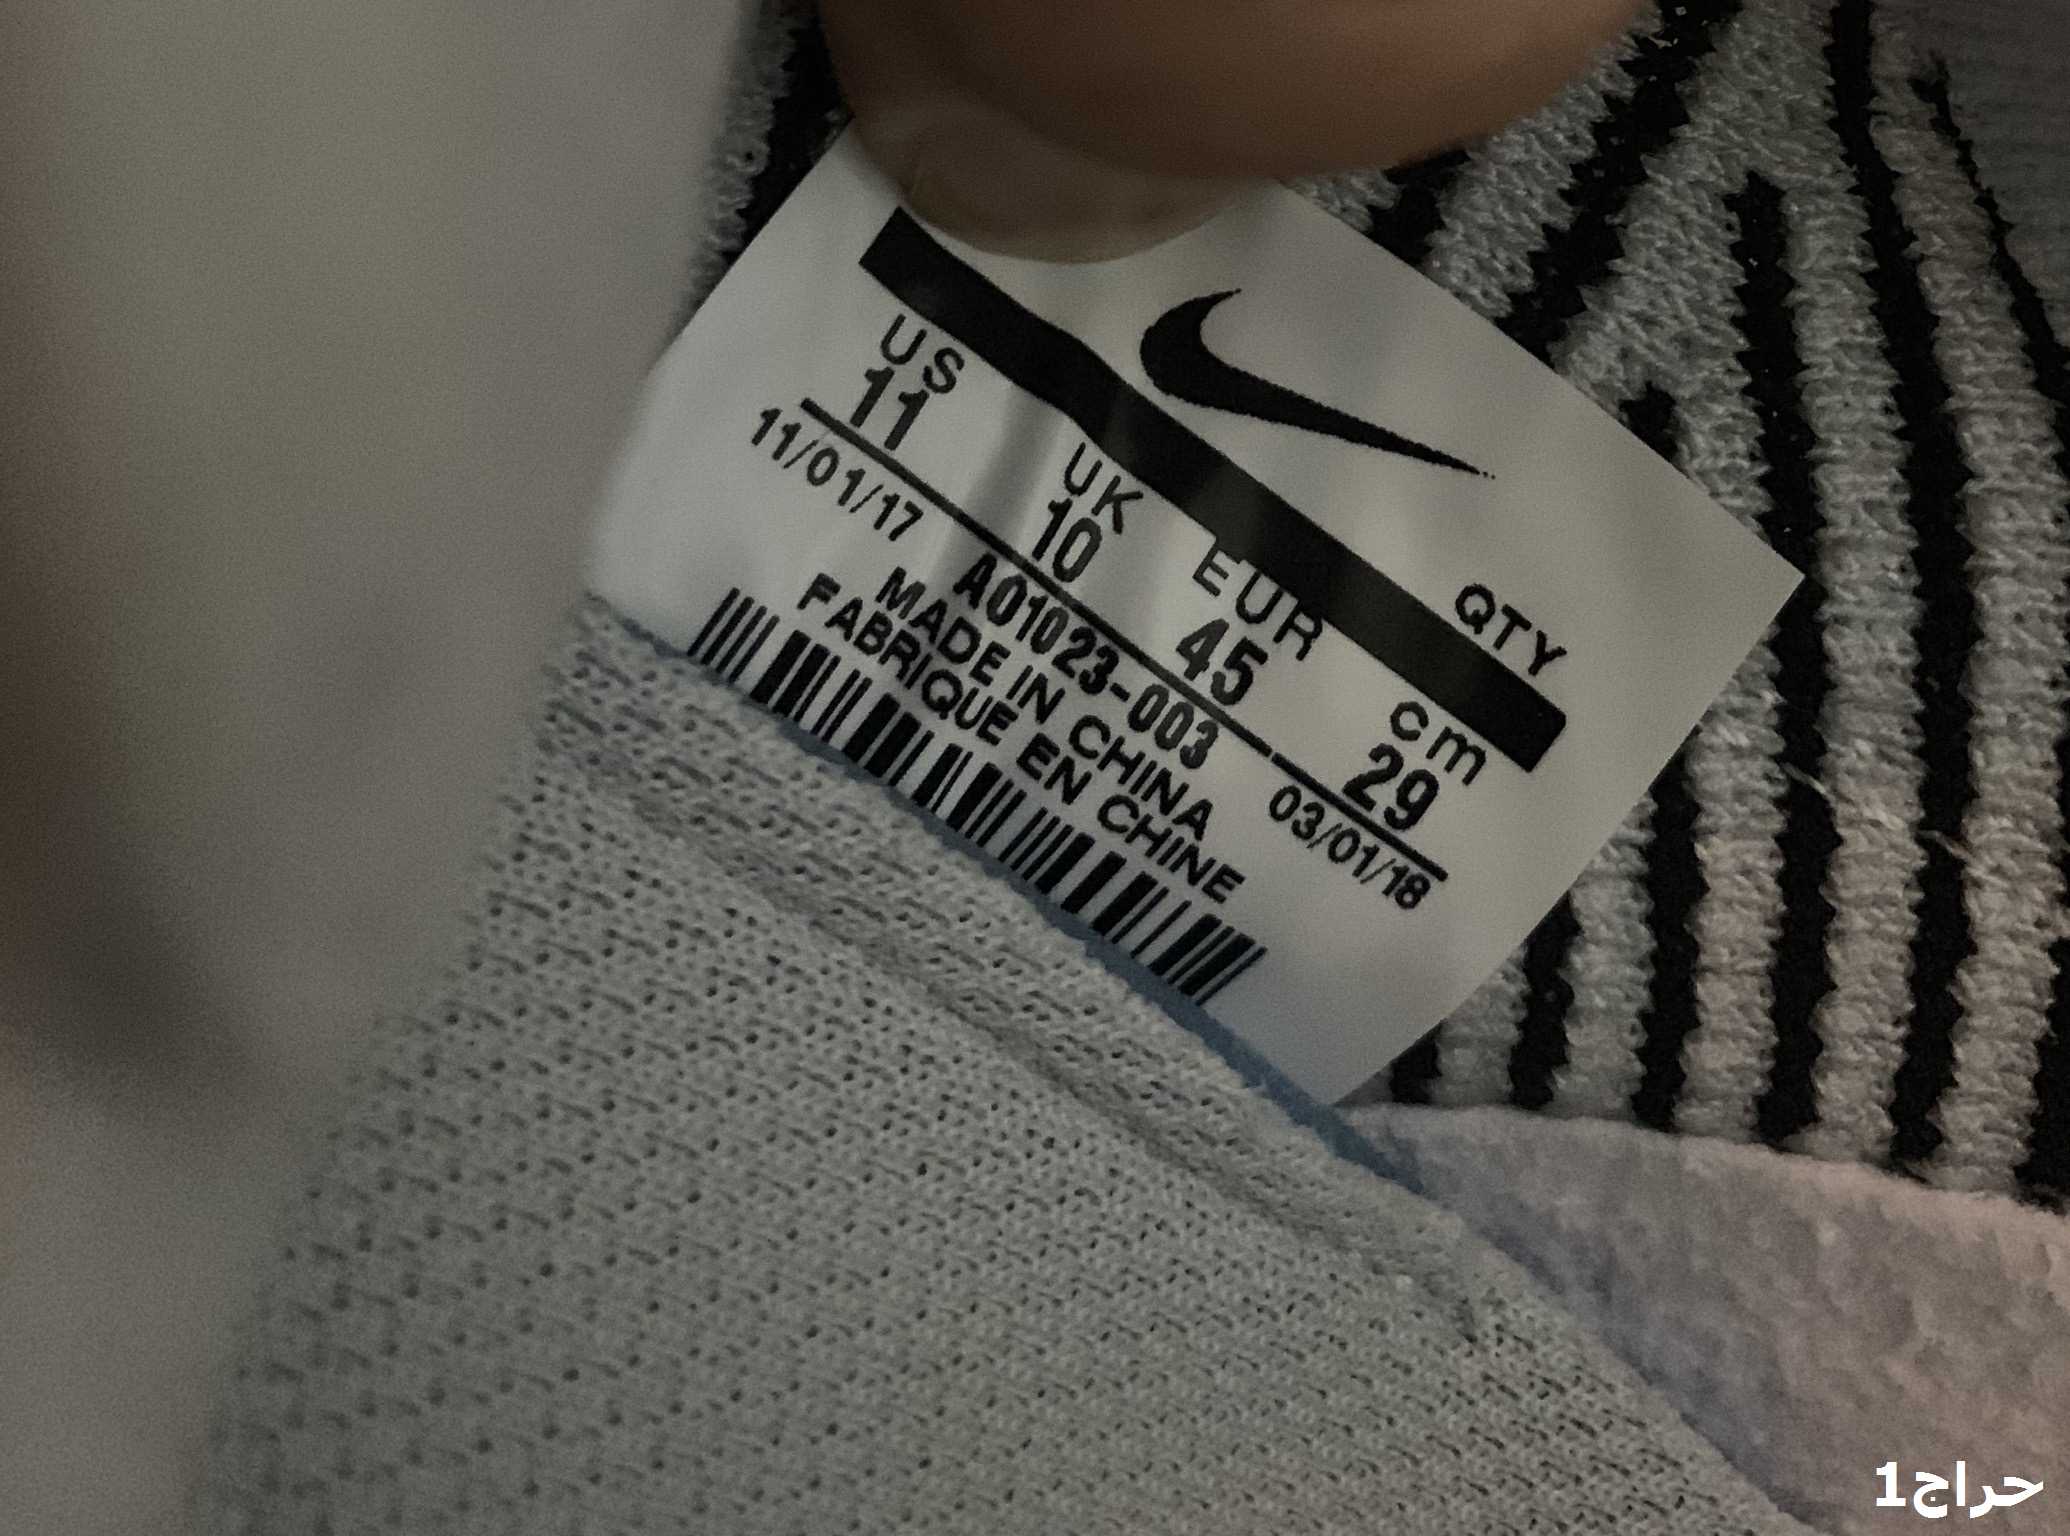 QTY
US UK EUR cm
11 10 45 29
11/01/17 03/01/18
A01023-003
MADE IN CHINA
FABRIQUE EN CHINE
حراج1